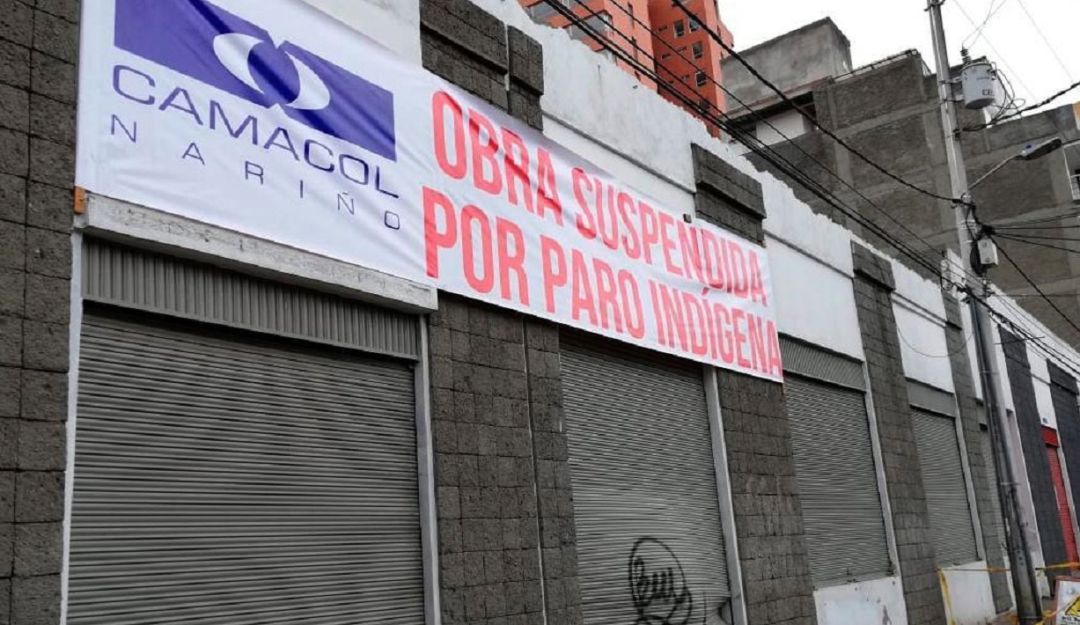 CAMACOL
NARIÑO
OBRA SUSPENDIDA
POR PARO INDÍGENA